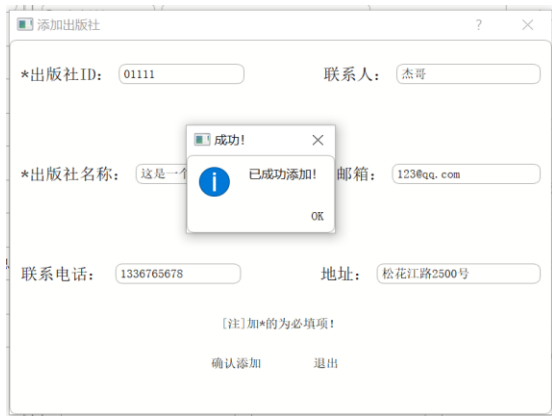 添加出版社
*出版社ID： 01111 联系人： 杰哥
成功!
已成功添加!
OK
*出版社名称： 这是一个 邮箱： 123@qq.com
联系电话： 1336765678 地址： 松花江路2500号
[注]加*的为必填项!
确认添加 退出